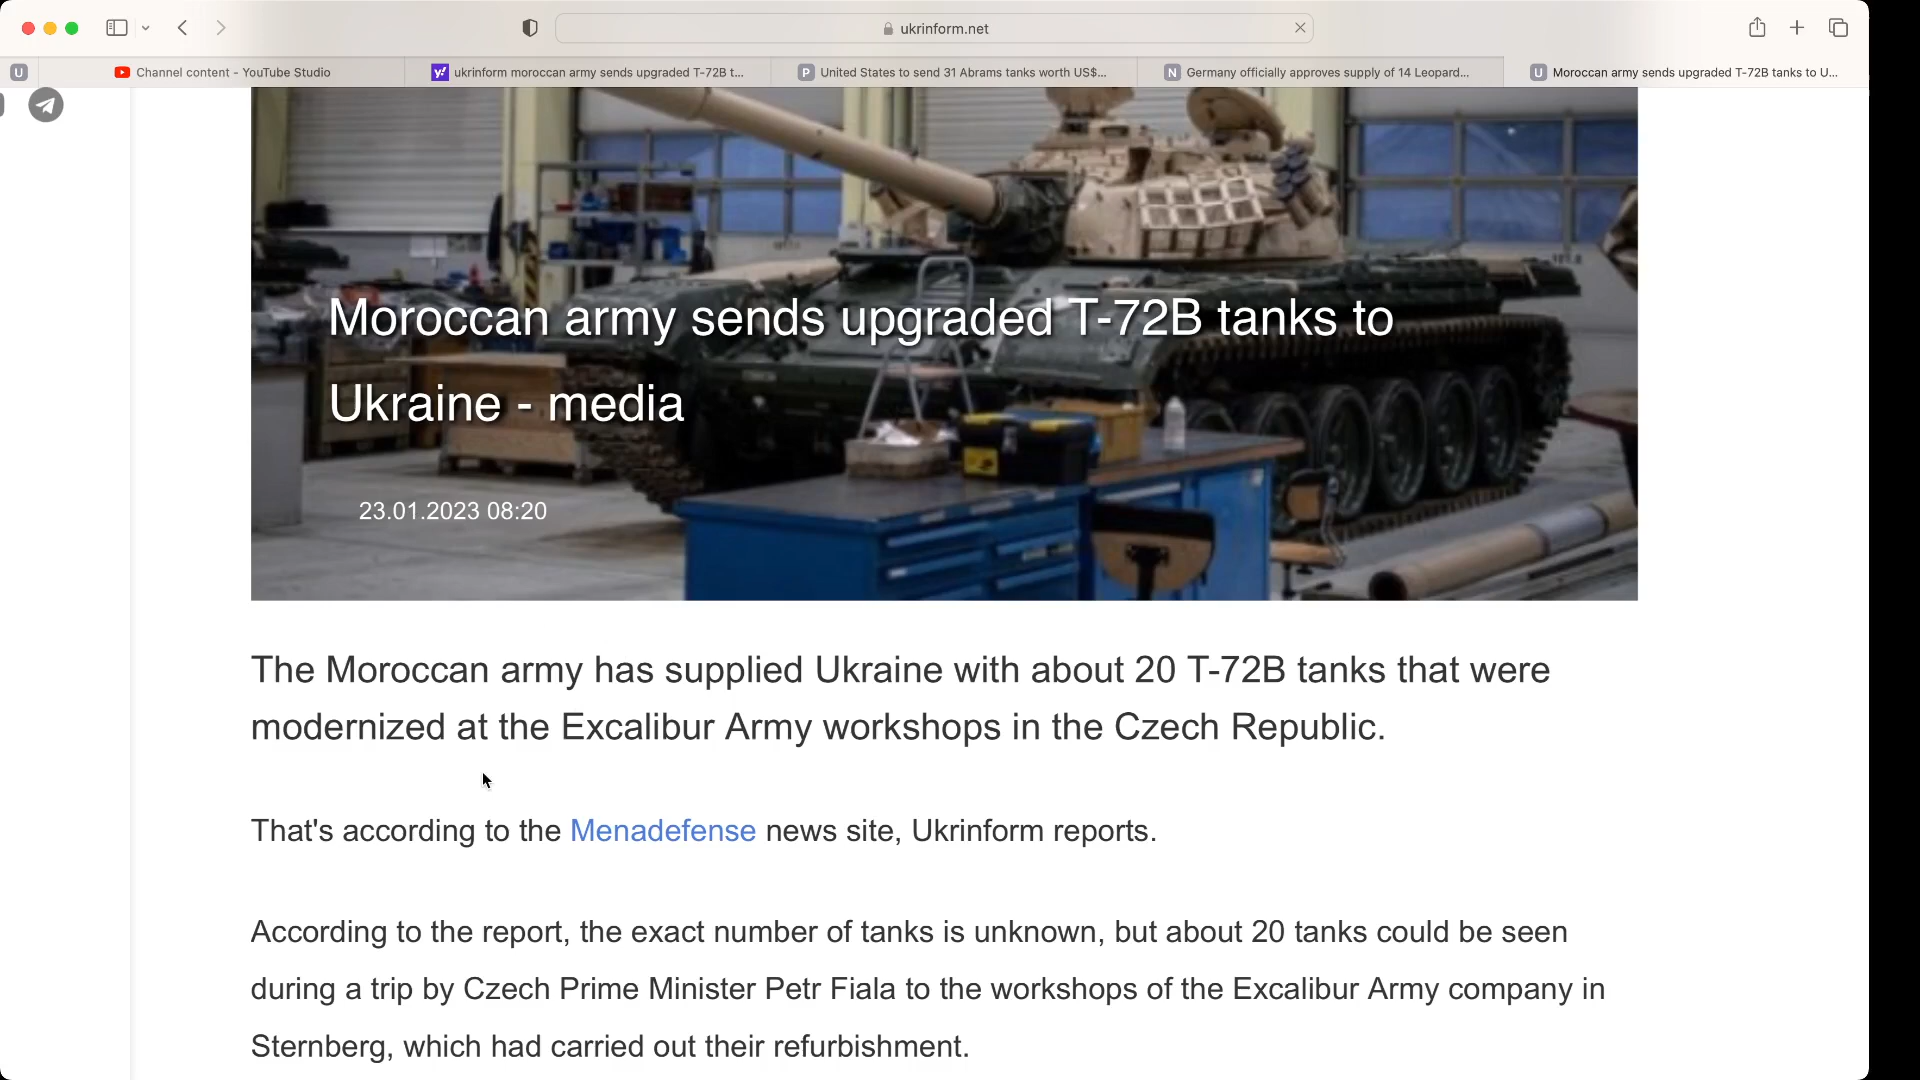 ukrinform.net
U
Channel content - YouTube Studio
y!
ukrinform moroccan army sends upgraded T-72B t...
P
United States to send 31 Abrams tanks worth US$...
N
Germany officially approves supply of 14 Leopard...
U
Moroccan army sends upgraded T-72B tanks to U...
Moroccan army sends upgraded T-72B tanks to
Ukraine - media
23.01.2023 08:20
The Moroccan army has supplied Ukraine with about 20 T-72B tanks that were
modernized at the Excalibur Army workshops in the Czech Republic.
That's according to the Menadefense news site, Ukrinform reports.
According to the report, the exact number of tanks is unknown, but about 20 tanks could be seen
during a trip by Czech Prime Minister Petr Fiala to the workshops of the Excalibur Army company in
Sternberg, which had carried out their refurbishment.